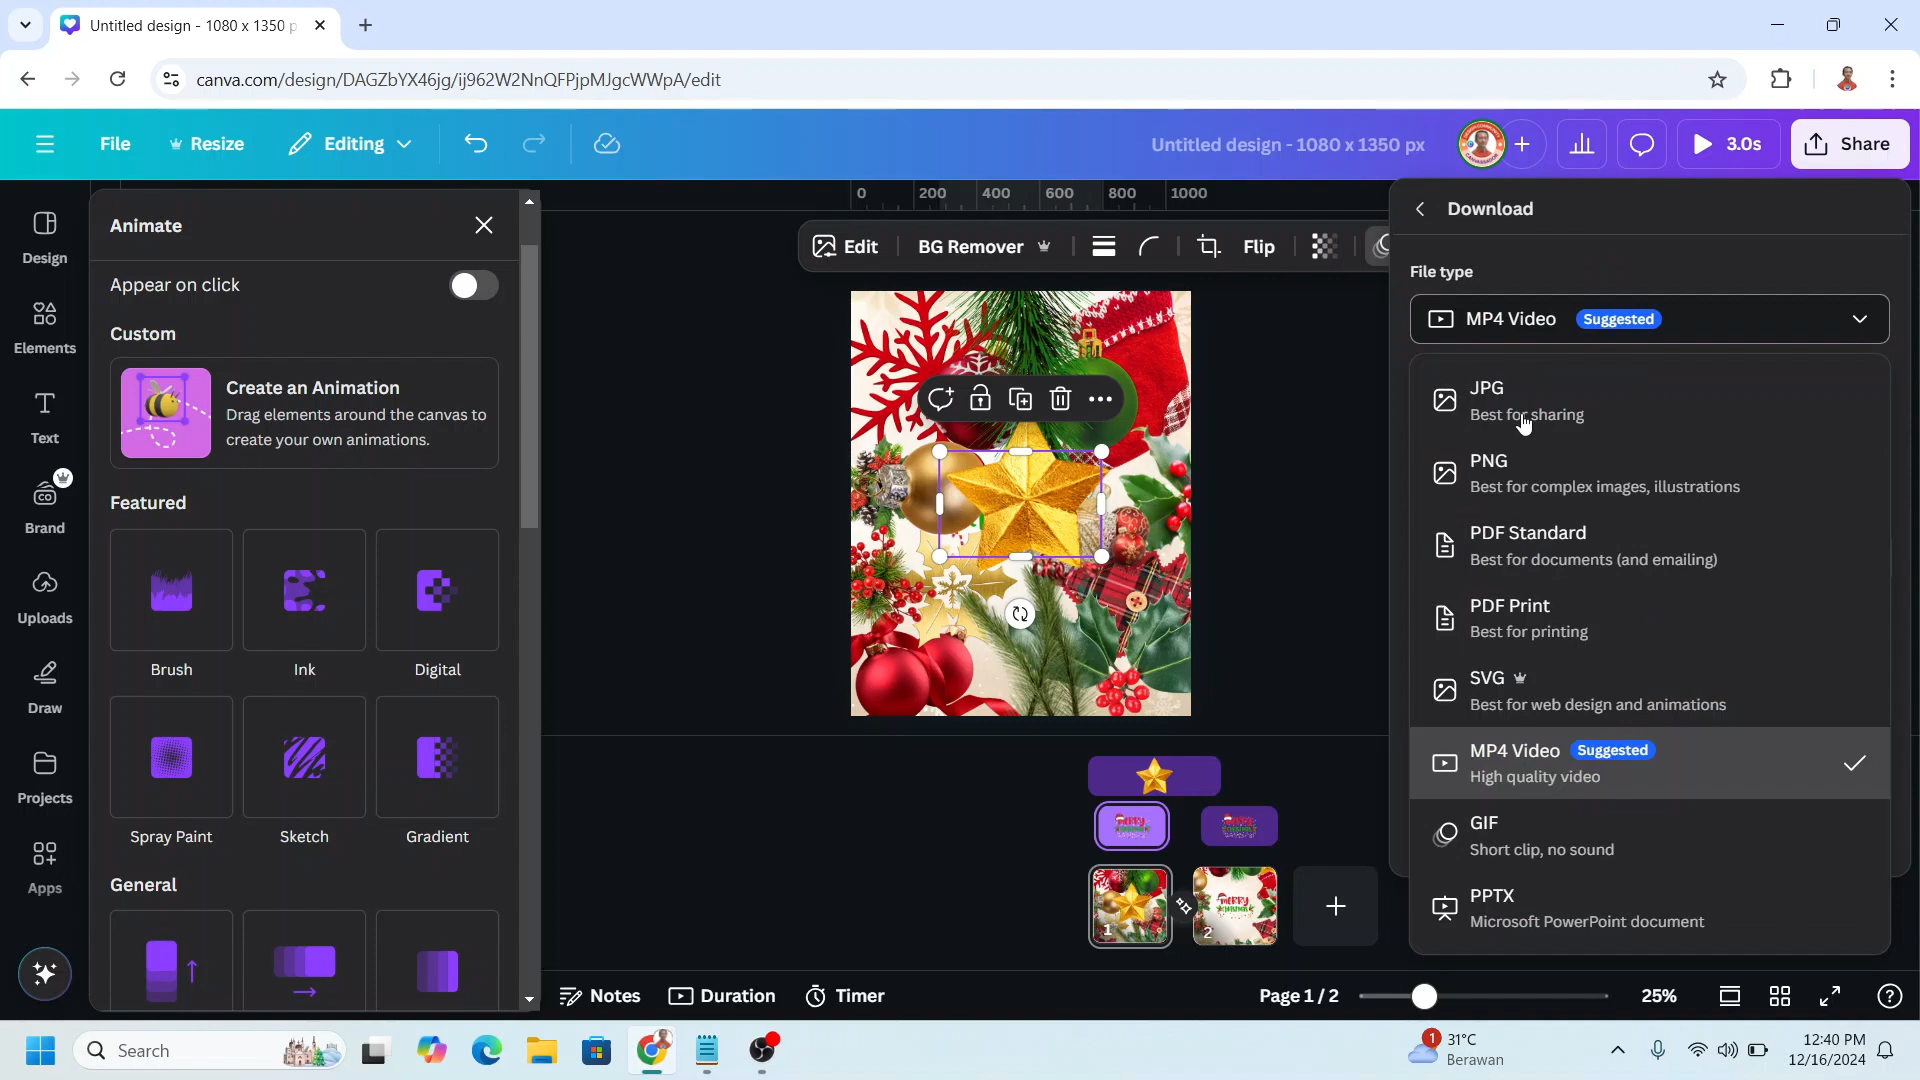 Untitled design - 1080 x 1350 p
canva.com/design/DAGZbYX46jg/ij962W2NnQFPjpMJgcWWpA/edit
File
Resize
Editing
Untitled design - 1080 x 1350 px
3.0s
Share
Design
Elements
Text
Brand
Uploads
Draw
Projects
Apps
Animate
Appear on click
Custom
Create an Animation
Drag elements around the canvas to
create your own animations.
Featured
Brush
Ink
Digital
Spray Paint
Sketch
Gradient
General
0 200 400 600 800 1000
Edit
BG Remover
Flip
MERRY
MERRY
1
MERRY
2
Download
File type
MP4 Video Suggested
JPG
Best for sharing
PNG
Best for complex images, illustrations
PDF Standard
Best for documents (and emailing)
PDF Print
Best for printing
SVG
Best for web design and animations
MP4 Video Suggested
High quality video
GIF
Short clip, no sound
PPTX
Microsoft PowerPoint document
Notes
Duration
Timer
Page 1 / 2
25%
Search
1
31°C
Berawan
12:40 PM
12/16/2024